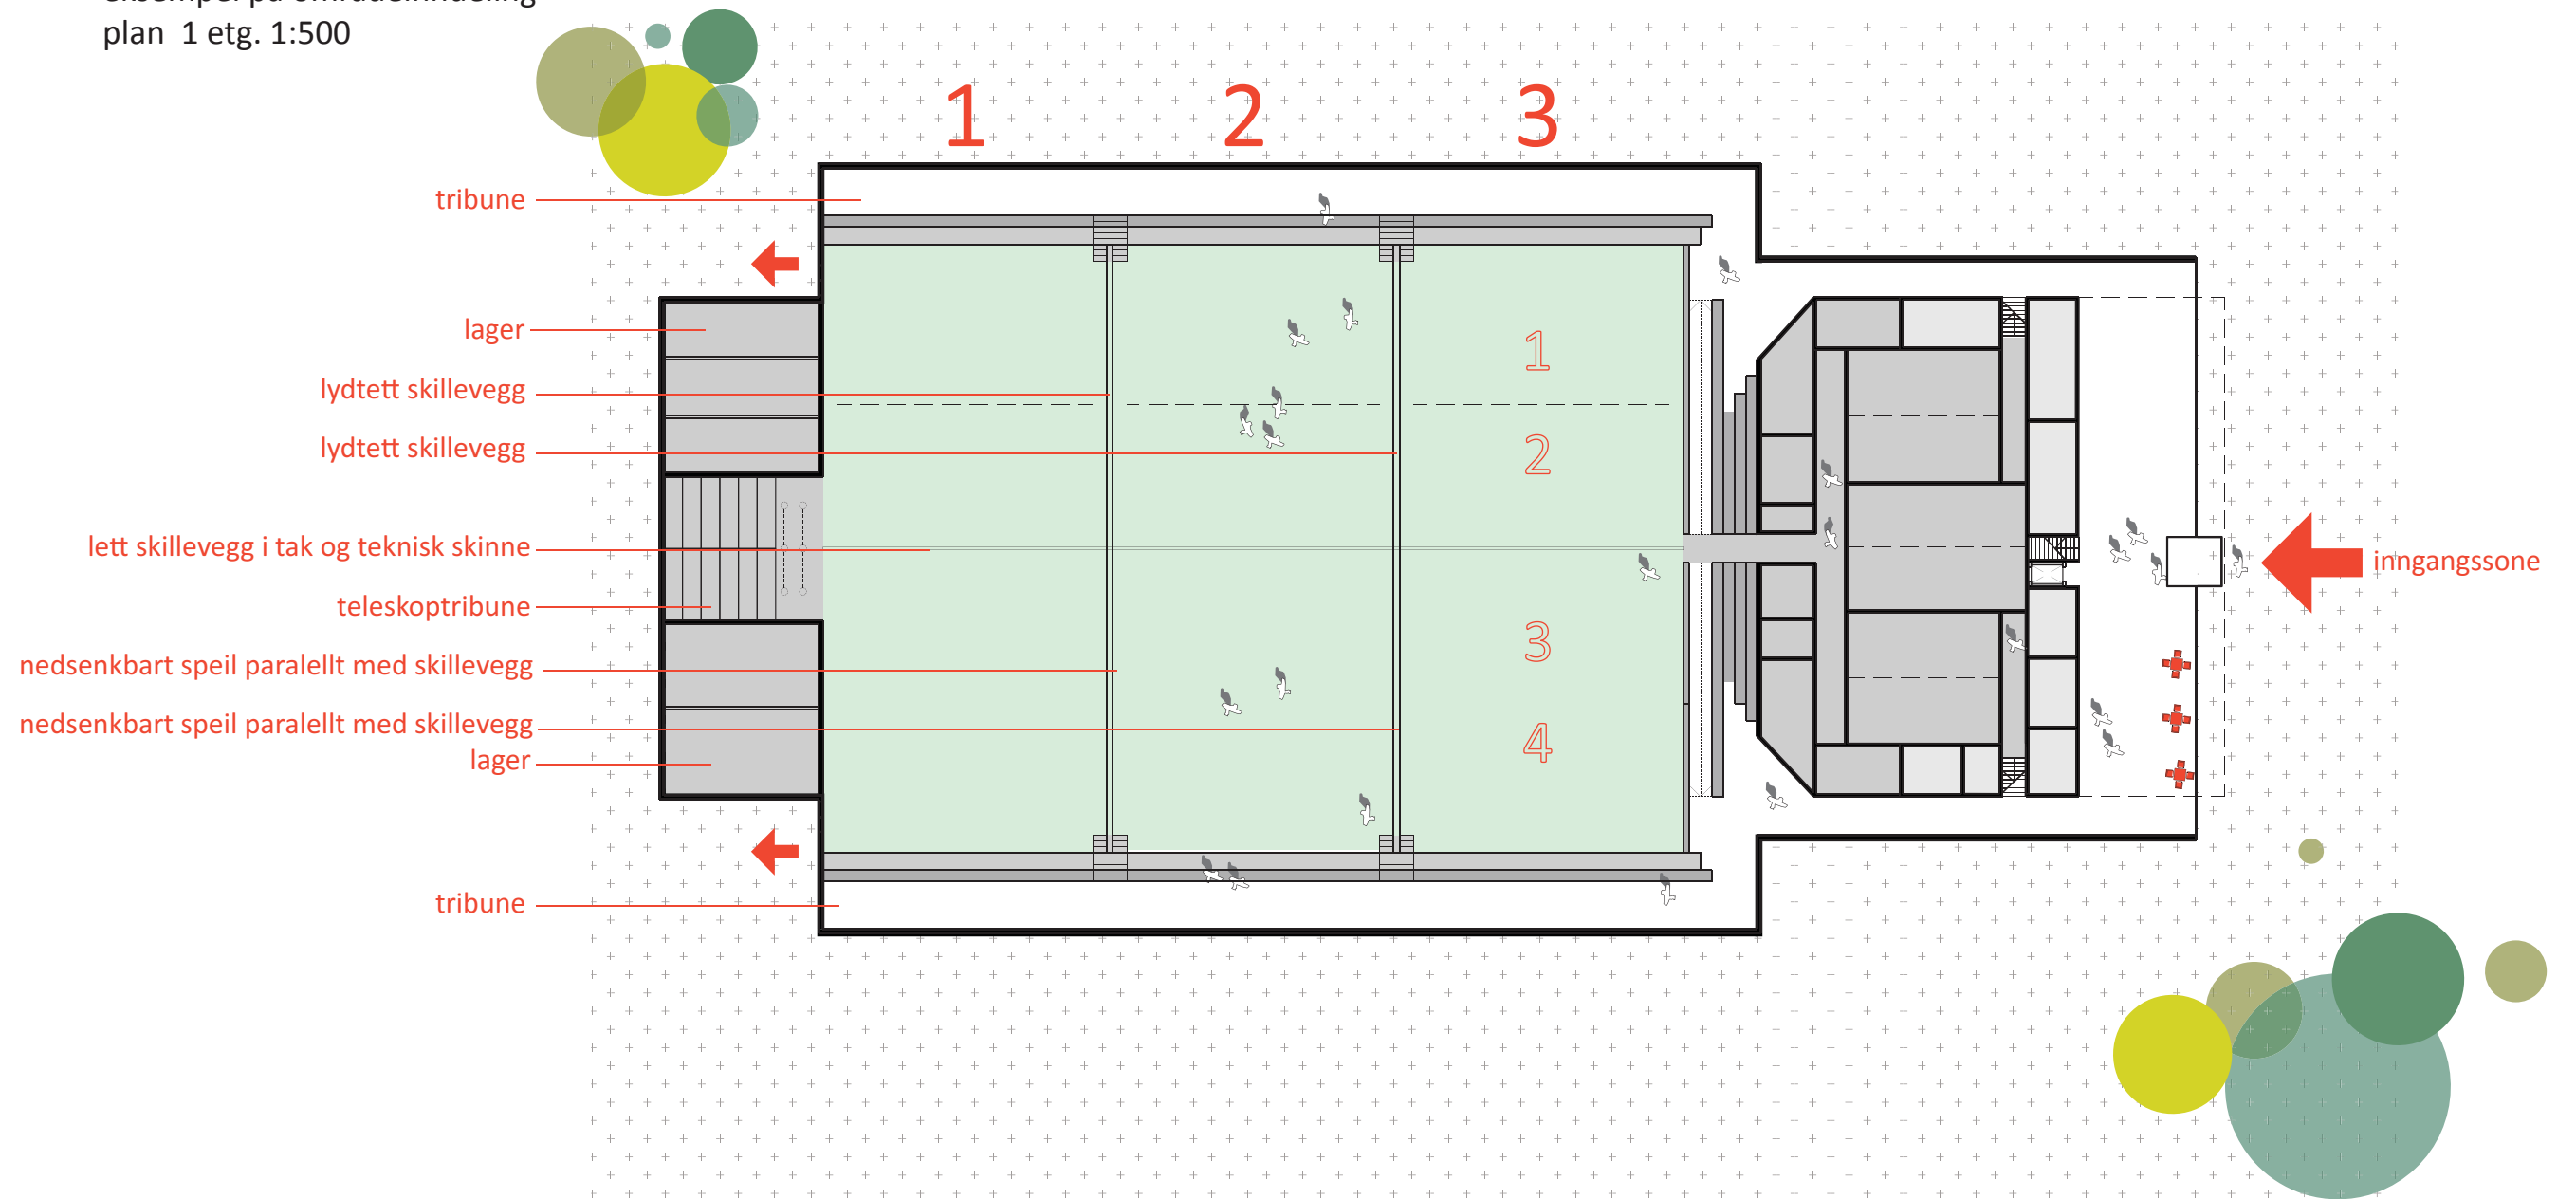 plan 1 etg. 1:500
1 2 3
tribune
lager
lydtett skillevegg
lydtett skillevegg
lett skillevegg i tak og teknisk skinne
teleskoptribune
nedsenkbart speil paralellt med skillevegg
nedsenkbart speil paralellt med skillevegg
lager
tribune
1
2
3
4
inngangssone